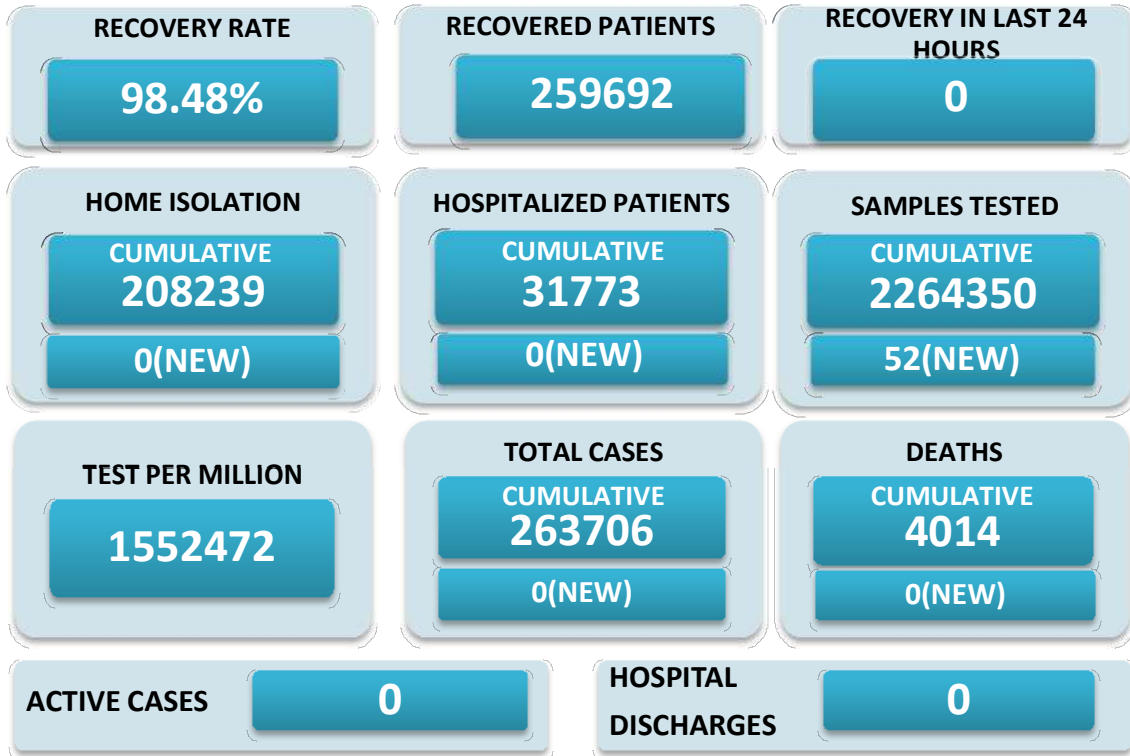 RECOVERY RATE
98.48%
RECOVERED PATIENTS
259692
RECOVERY IN LAST 24
HOURS
0
HOME ISOLATION
CUMULATIVE
208239
0(NEW)
HOSPITALIZED PATIENTS
CUMULATIVE
31773
0(NEW)
SAMPLES TESTED
CUMULATIVE
2264350
52(NEW)
TEST PER MILLION
1552472
TOTAL CASES
CUMULATIVE
263706
0(NEW)
DEATHS
CUMULATIVE
4014
0(NEW)
ACTIVE CASES
0
HOSPITAL
DISCHARGES
0